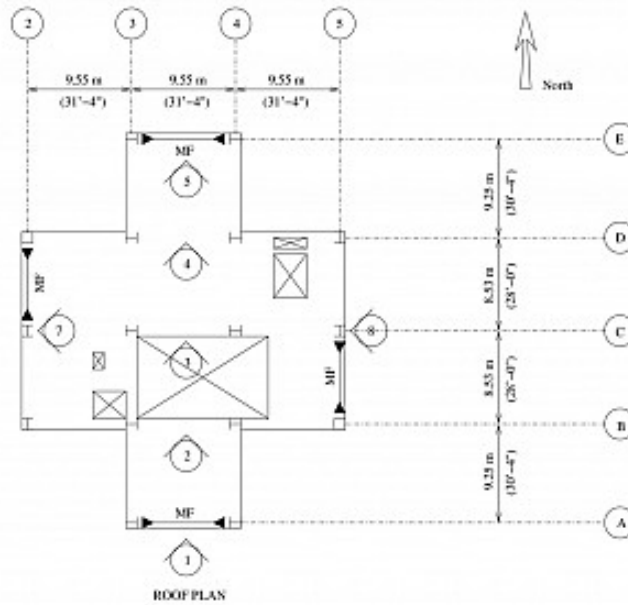 2
3
4
5
9.55 m
(31'-4")
9.55 m
(31'-4")
9.55 m
(31'-4")
North
E
MF
5
9.25 m
(30'-4")
D
4
8.53 m
(28'-0")
MF
7
8
C
3
MF
8.53 m
(28'-0")
B
2
9.25 m
(30'-4")
MF
A
1
ROOF PLAN